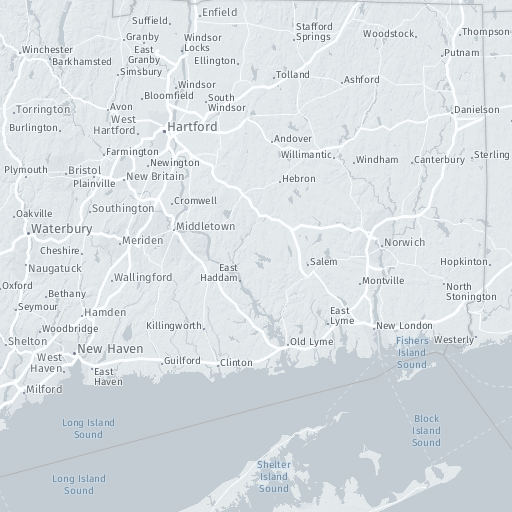 Enfield
Suffield
Stafford
Springs
Woodstock
Thompson
Granby
Windsor
Locks
Winchester
East
Granby
Ellington
Putnam
Barkhamsted
Simsbury
Tolland
Ashford
Windsor
Bloomfield
South
Windsor
Torrington
Avon
Danielson
Burlington
West
Hartford
Hartford
Andover
Farmington
Willimantic
Windham
Canterbury
Sterling
Newington
Plymouth
Bristol
Plainville
New Britain
Hebron
Oakville
Southington
Cromwell
Waterbury
Middletown
Meriden
Norwich
Cheshire
Naugatuck
East
Haddam
Salem
Hopkinton
Wallingford
Montville
Oxford
Bethany
North
Stonington
Seymour
Hamden
East
Lyme
Woodbridge
Killingworth
New London
Shelton
New Haven
Old Lyme
Westerly
Fishers
Island
Sound
West
Haven
Guilford
Clinton
East
Haven
Milford
Long Island
Sound
Block
Island
Sound
Shelter
Island
Sound
Long Island
Sound